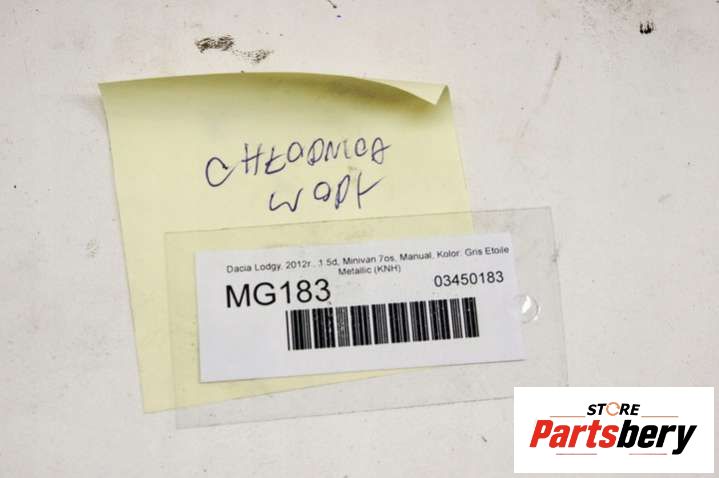 CHŁODNICA
WODY
Dacia Lodgy, 2012r., 1.5d, Minivan 7os, Manual, Kolor: Gris Etoile
Metallic (KNH)
MG183
03450183
STORE
Partsbery